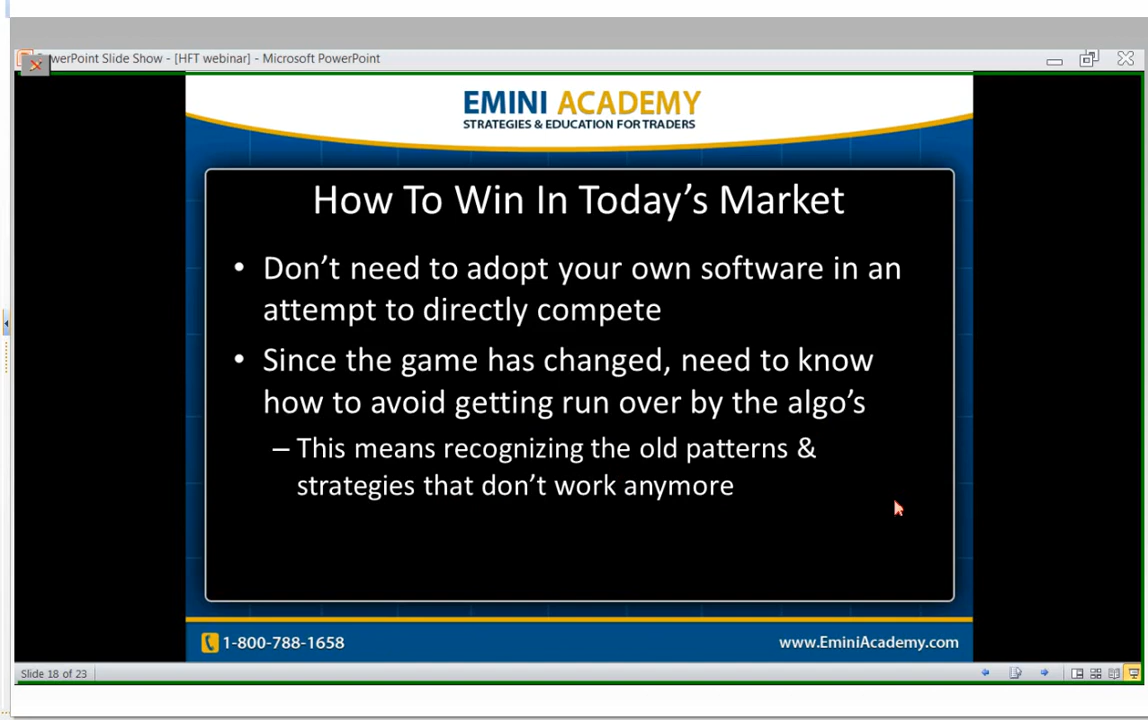 werPoint Slide Show - [HFT webinar] - Microsoft PowerPoint
EMINI ACADEMY
STRATEGIES & EDUCATION FOR TRADERS
How To Win In Today's Market
• Don't need to adopt your own software in an
attempt to directly compete
• Since the game has changed, need to know
how to avoid getting run over by the algo's
– This means recognizing the old patterns &
strategies that don't work anymore
1-800-788-1658
www.EminiAcademy.com
Slide 18 of 23